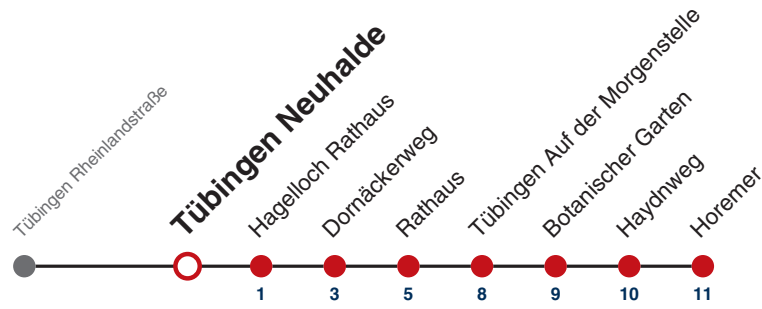 Tübingen Rheinlandstraße
Tübingen Neuhalde
Hagelloch Rathaus
Dornäckerweg
Rathaus
Tübingen Auf der Morgenstelle
Botanischer Garten
Haydnweg
Horemer
1 3 5 8 9 10 11